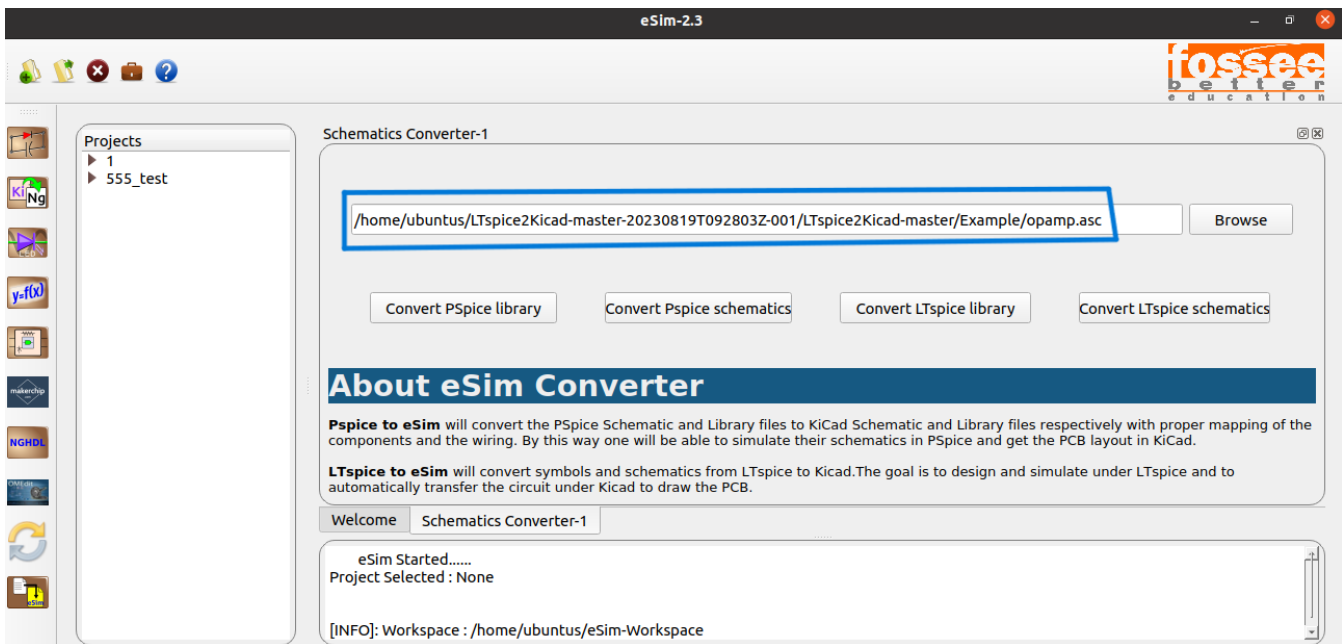 eSim-2.3
fossee
better
education
Projects
1
555_test
Schematics Converter-1
/home/ubuntus/LTspice2Kicad-master-20230819T092803Z-001/LTspice2Kicad-master/Example/opamp.asc
Browse
Convert PSpice library
Convert Pspice schematics
Convert LTspice library
Convert LTspice schematics
About eSim Converter
Pspice to eSim will convert the PSpice Schematic and Library files to KiCad Schematic and Library files respectively with proper mapping of the
components and the wiring. By this way one will be able to simulate their schematics in PSpice and get the PCB layout in KiCad.
LTspice to eSim will convert symbols and schematics from LTspice to Kicad.The goal is to design and simulate under LTspice and to
automatically transfer the circuit under Kicad to draw the PCB.
Welcome
Schematics Converter-1
eSim Started......
Project Selected : None
[INFO]: Workspace : /home/ubuntus/eSim-Workspace
Ki
Ng
y=f(x)
makerchip
NGHDL
eSim